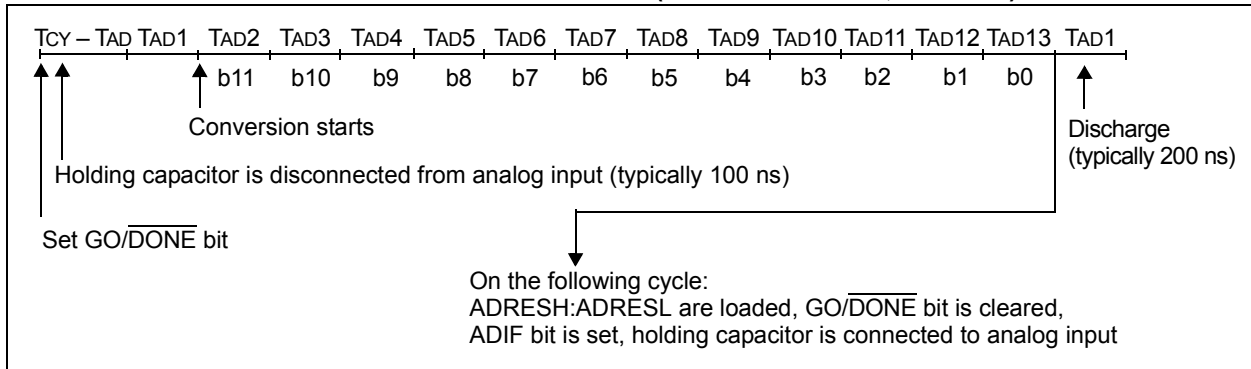 TCY – TAD TAD1 TAD2 TAD3 TAD4 TAD5 TAD6 TAD7 TAD8 TAD9 TAD10 TAD11 TAD12 TAD13 TAD1
b11 b10 b9 b8 b7 b6 b5 b4 b3 b2 b1 b0
Conversion starts
Discharge
(typically 200 ns)
Holding capacitor is disconnected from analog input (typically 100 ns)
Set GO/DONE bit
On the following cycle:
ADRESH:ADRESL are loaded, GO/DONE bit is cleared,
ADIF bit is set, holding capacitor is connected to analog input